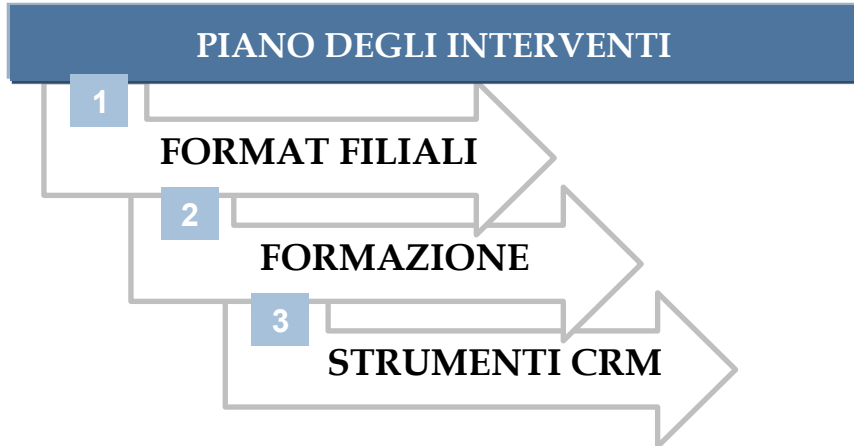 PIANO DEGLI INTERVENTI
1
FORMAT FILIALI
2
FORMAZIONE
3
STRUMENTI CRM